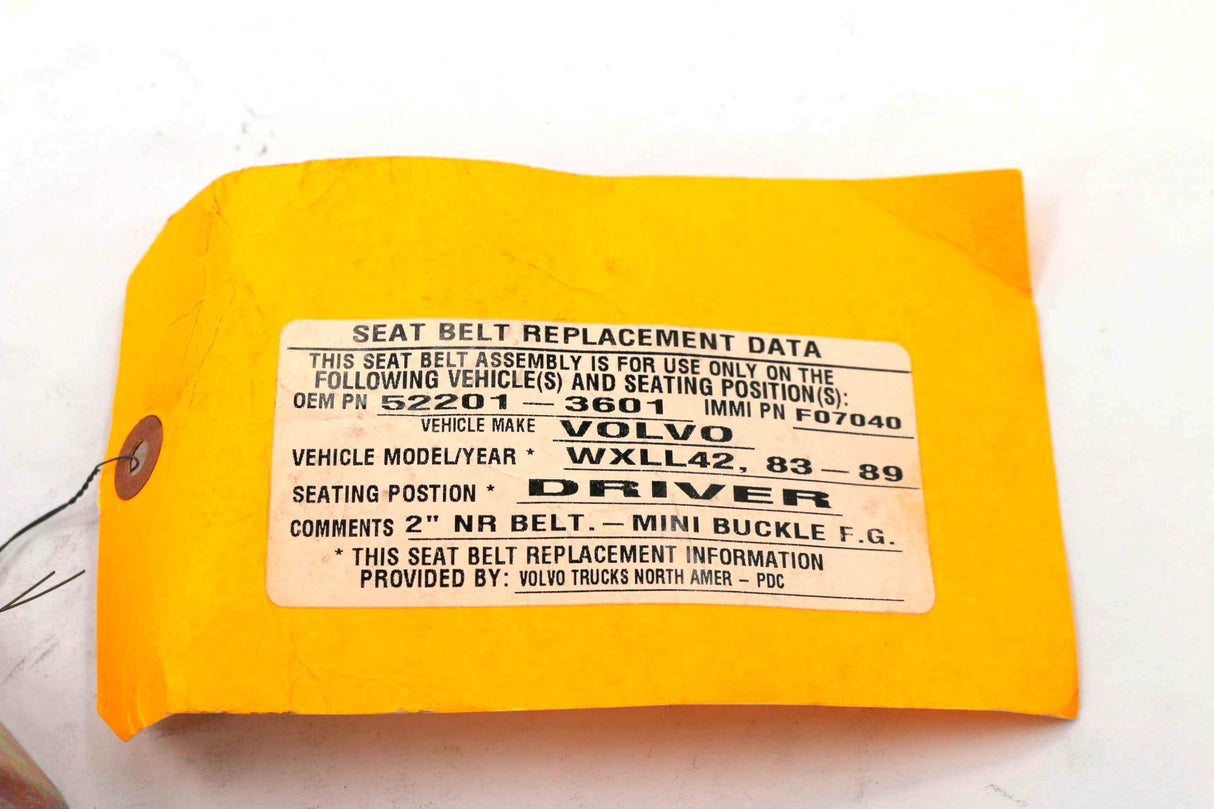 SEAT BELT REPLACEMENT DATA
THIS SEAT BELT ASSEMBLY IS FOR USE ONLY ON THE
FOLLOWING VEHICLE(S) AND SEATING POSITION(S):
OEM PN 52201 — 3601 IMMI PN F07040
VEHICLE MAKE VOLVO
VEHICLE MODEL/YEAR * WXLL42, 83 — 89
SEATING POSTION * DRIVER
COMMENTS 2" NR BELT. — MINI BUCKLE F.G.
* THIS SEAT BELT REPLACEMENT INFORMATION
PROVIDED BY: VOLVO TRUCKS NORTH AMER – PDC